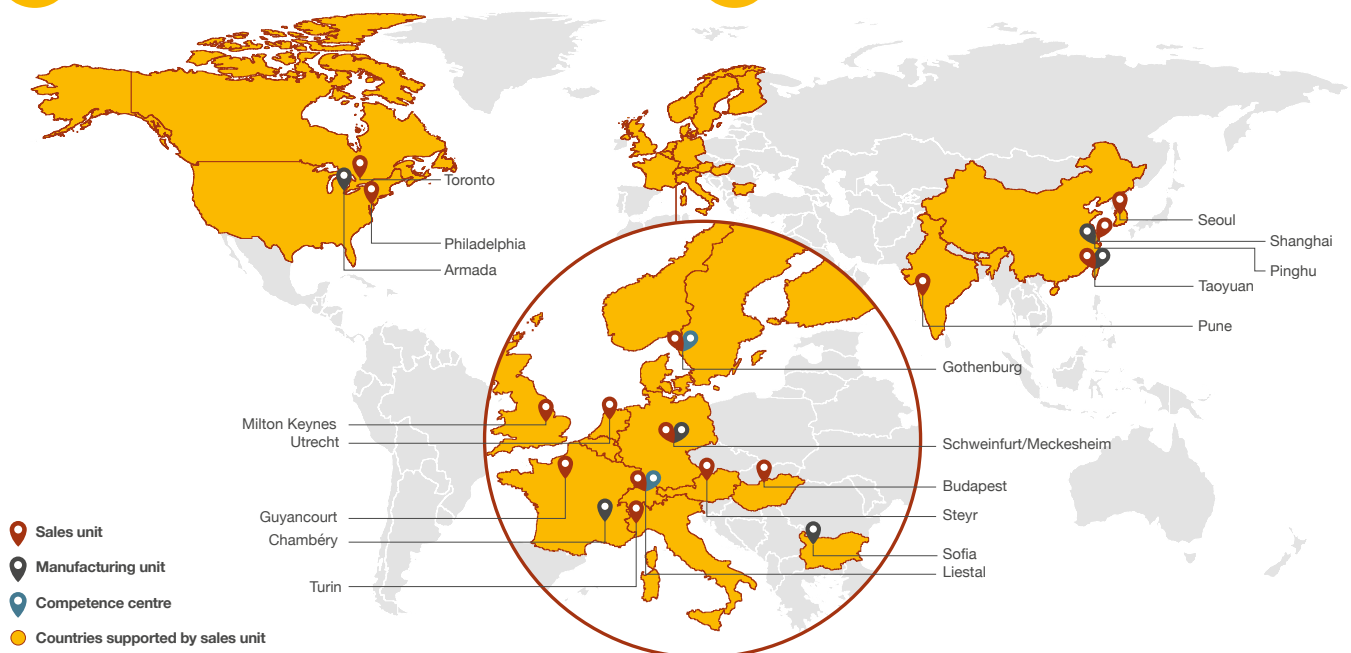 Toronto
Philadelphia
Armada
Seoul
Shanghai
Pinghu
Taoyuan
Pune
Gothenburg
Milton Keynes
Utrecht
Schweinfurt/Meckesheim
Budapest
Guyancourt
Steyr
Chambéry
Sofia
Liestal
Turin
Sales unit
Manufacturing unit
Competence centre
Countries supported by sales unit